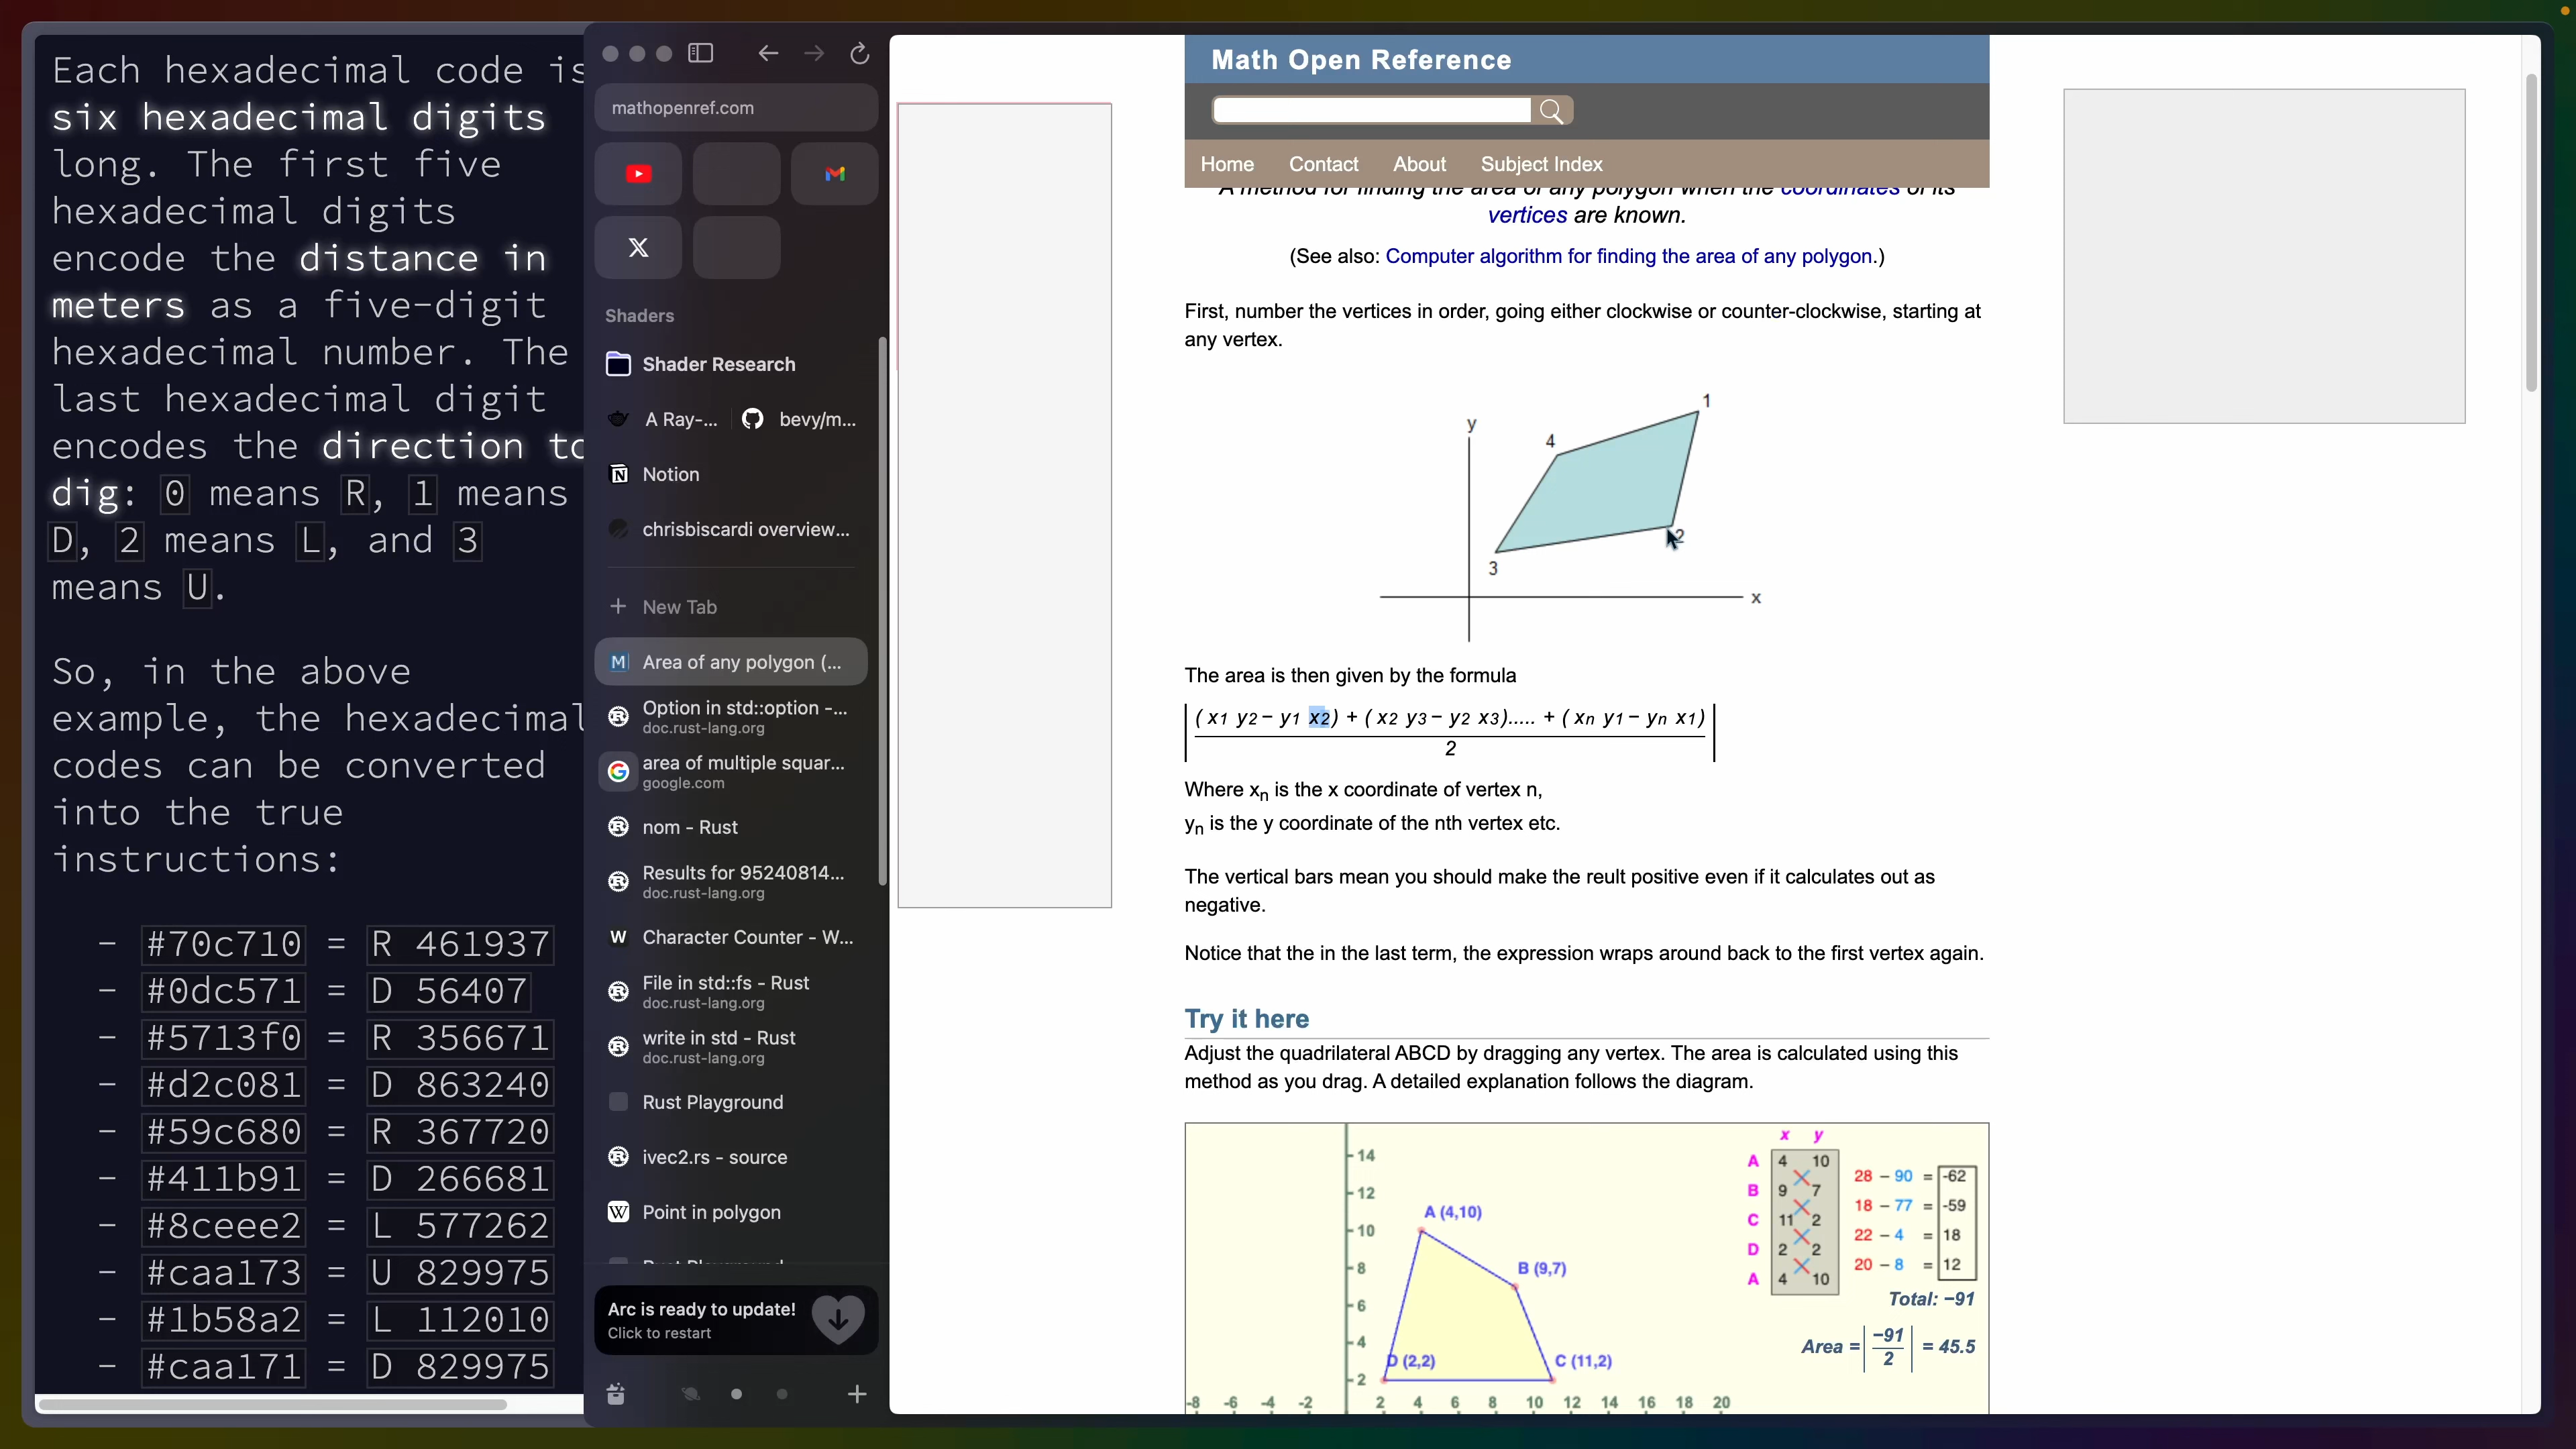 Each hexadecimal code is
six hexadecimal digits
long. The first five
hexadecimal digits
encode the distance in
meters as a five-digit
hexadecimal number. The
last hexadecimal digit
encodes the direction to
dig: 0 means R, 1 means
D, 2 means L, and 3
means U.
So, in the above
example, the hexadecimal
codes can be converted
into the true
instructions:
- #70c710 = R 461937
- #0dc571 = D 56407
- #5713f0 = R 356671
- #d2c081 = D 863240
- #59c680 = R 367720
- #411b91 = D 266681
- #8ceee2 = L 577262
- #caa173 = U 829975
- #1b58a2 = L 112010
- #caa171 = D 829975
mathopenref.com
Shaders
Shader Research
A Ray-... bevy/m...
Notion
chrisbiscardi overview...
+ New Tab
M Area of any polygon (...
Option in std::option -...
doc.rust-lang.org
area of multiple squar...
google.com
nom - Rust
Results for 95240814...
doc.rust-lang.org
W Character Counter - W...
File in std::fs - Rust
doc.rust-lang.org
write in std - Rust
doc.rust-lang.org
Rust Playground
ivec2.rs - source
W Point in polygon
Arc is ready to update!
Click to restart
Math Open Reference
Home Contact About Subject Index
A method for finding the area of any polygon when the coordinates of its
vertices are known.
(See also: Computer algorithm for finding the area of any polygon.)
First, number the vertices in order, going either clockwise or counter-clockwise, starting at
any vertex.
1
y
4
2
3
x
The area is then given by the formula
| (x1 y2 − y1 x2) + (x2 y3 − y2 x3)..... + (xn y1 − yn x1) |
2
Where xn is the x coordinate of vertex n,
yn is the y coordinate of the nth vertex etc.
The vertical bars mean you should make the reult positive even if it calculates out as
negative.
Notice that the in the last term, the expression wraps around back to the first vertex again.
Try it here
Adjust the quadrilateral ABCD by dragging any vertex. The area is calculated using this
method as you drag. A detailed explanation follows the diagram.
14
12
10
8
6
4
2
-8 -6 -4 -2 2 4 6 8 10 12 14 16 18 20
A (4,10)
B (9,7)
C (11,2)
D (2,2)
x y
A 4 10
B 9 7 28 − 90 = -62
C 11 2 18 − 77 = -59
D 2 2 22 − 4 = 18
A 4 10 20 − 8 = 12
Total: −91
Area = | −91 / 2 | = 45.5